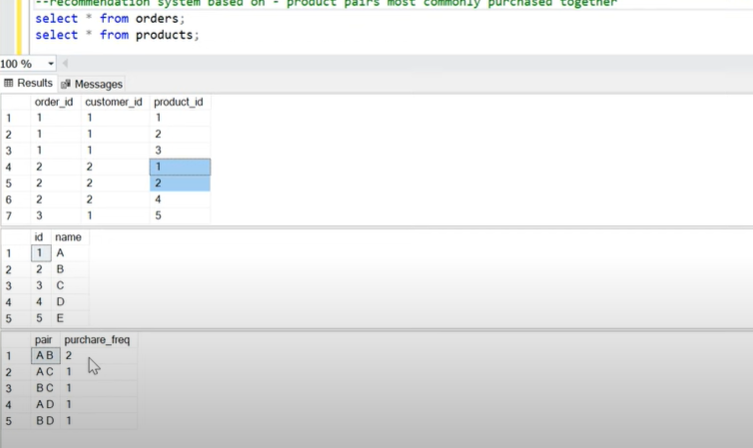 --recommendation system based on - product pairs most commonly purchased together
select * from orders;
select * from products;
100 %
Results Messages
order_id customer_id product_id
1 1 1 1
2 1 1 2
3 1 1 3
4 2 2 1
5 2 2 2
6 2 2 4
7 3 1 5
id name
1 1 A
2 2 B
3 3 C
4 4 D
5 5 E
pair purchare_freq
1 A B 2
2 A C 1
3 B C 1
4 A D 1
5 B D 1